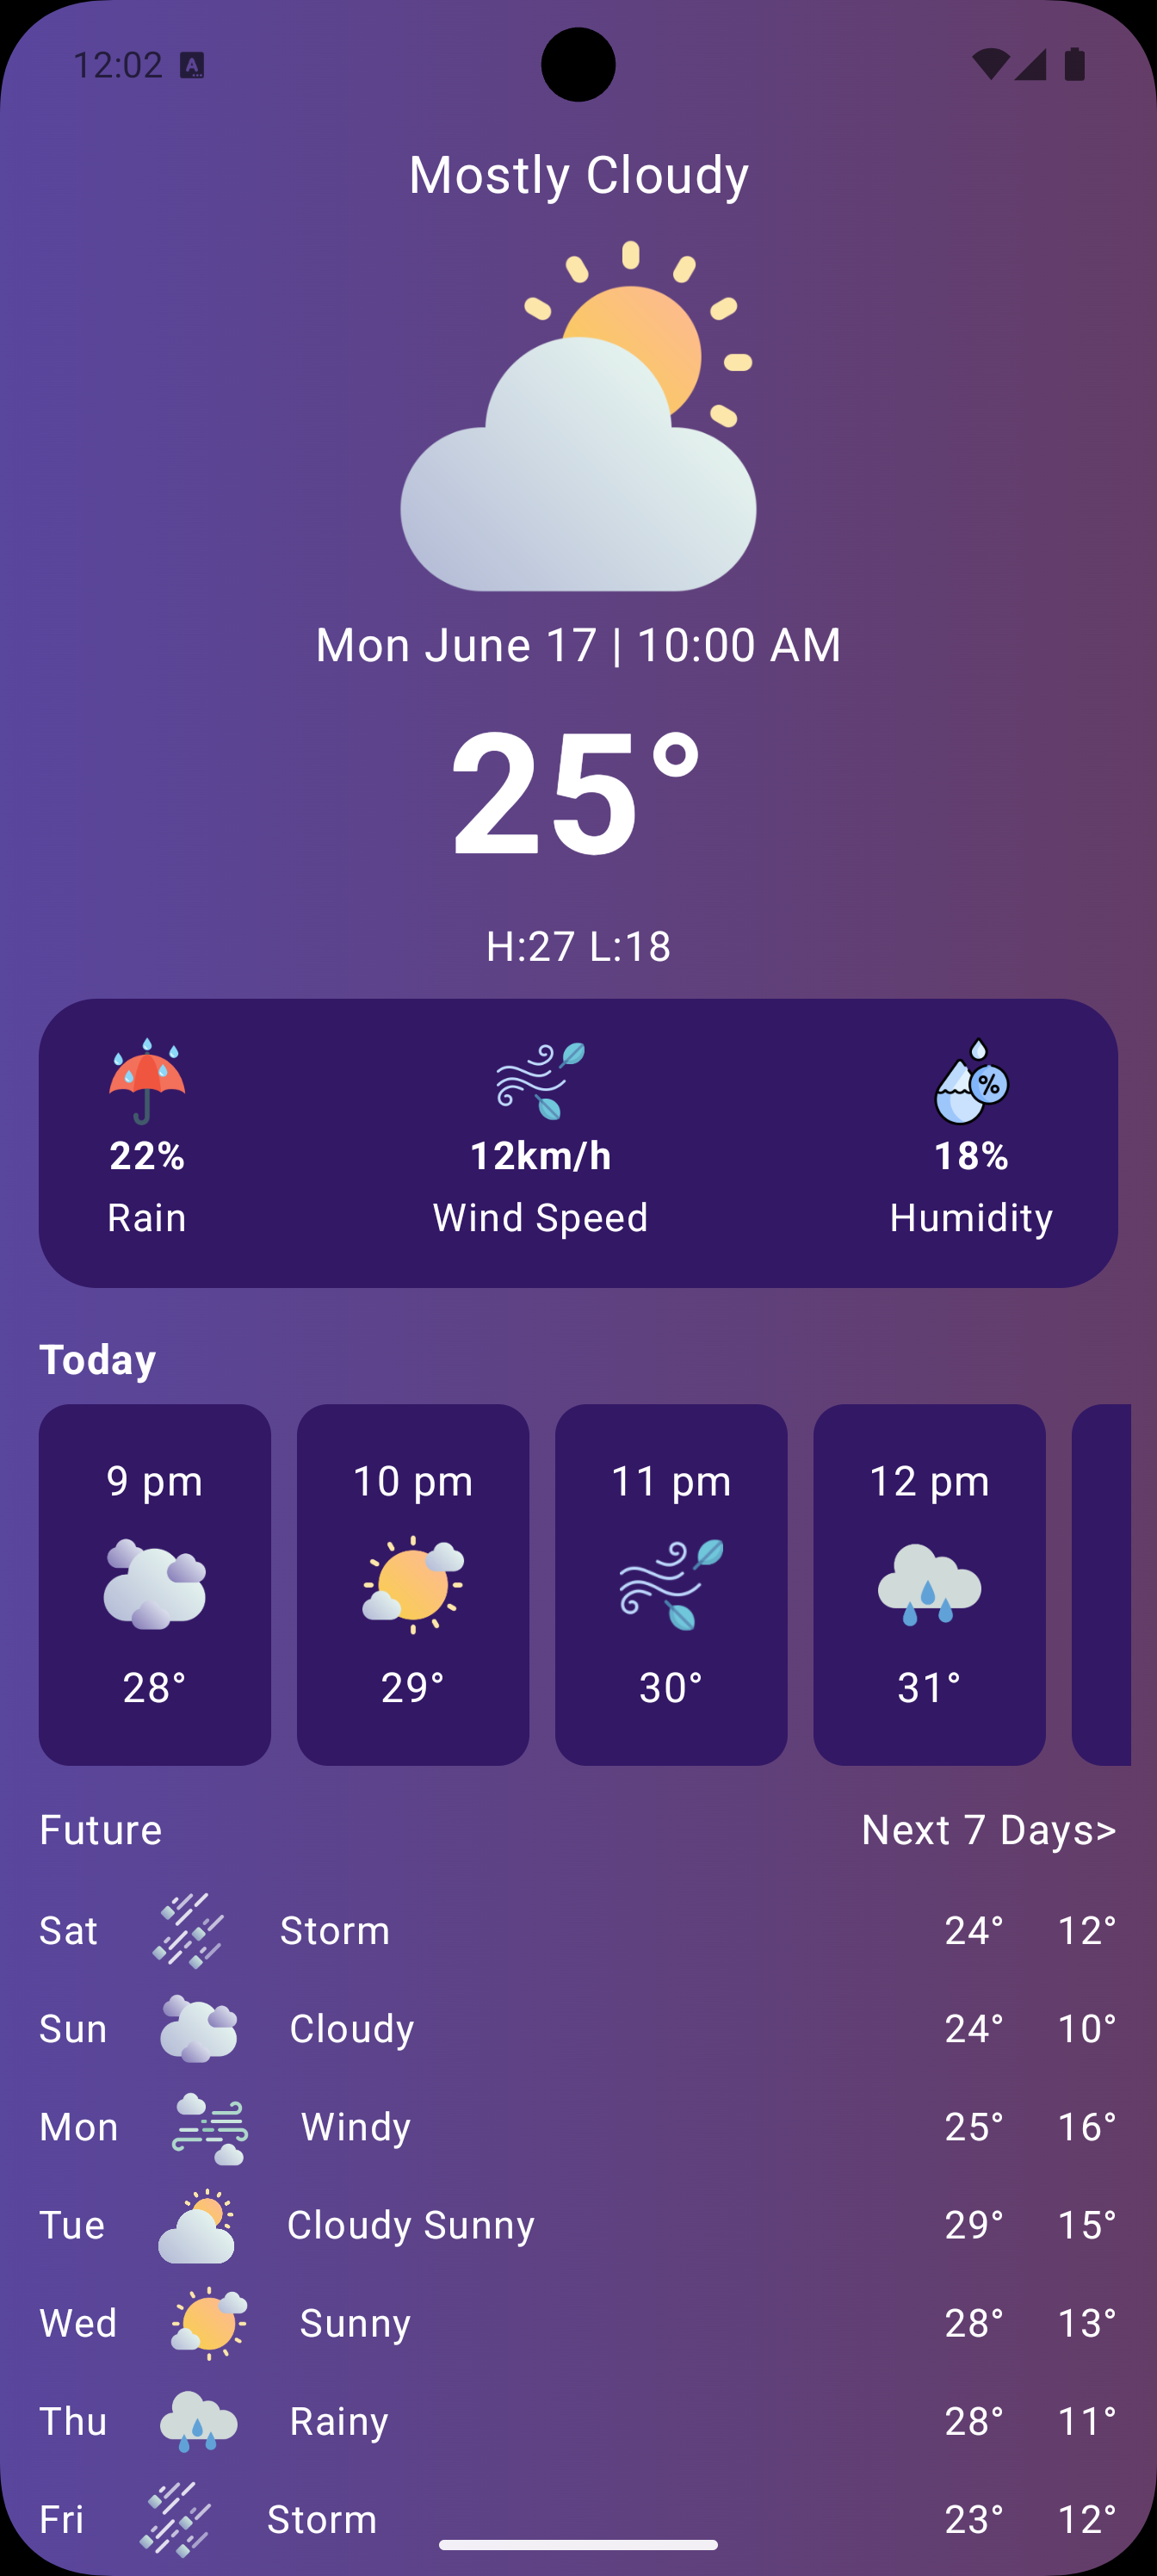 12:02 A
Mostly Cloudy
Mon June 17 | 10:00 AM
25°
H:27 L:18
% 
22% 12km/h 18%
Rain Wind Speed Humidity
Today
9 pm 10 pm 11 pm 12 pm
28° 29° 30° 31°
Future Next 7 Days>
Sat Storm 24° 12°
Sun Cloudy 24° 10°
Mon Windy 25° 16°
Tue Cloudy Sunny 29° 15°
Wed Sunny 28° 13°
Thu Rainy 28° 11°
Fri Storm 23° 12°